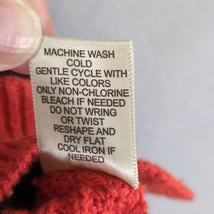 MACHINE WASH
COLD
GENTLE CYCLE WITH
LIKE COLORS
ONLY NON-CHLORINE
BLEACH IF NEEDED
DO NOT WRING
OR TWIST
RESHAPE AND
DRY FLAT
COOL IRON IF
NEEDED